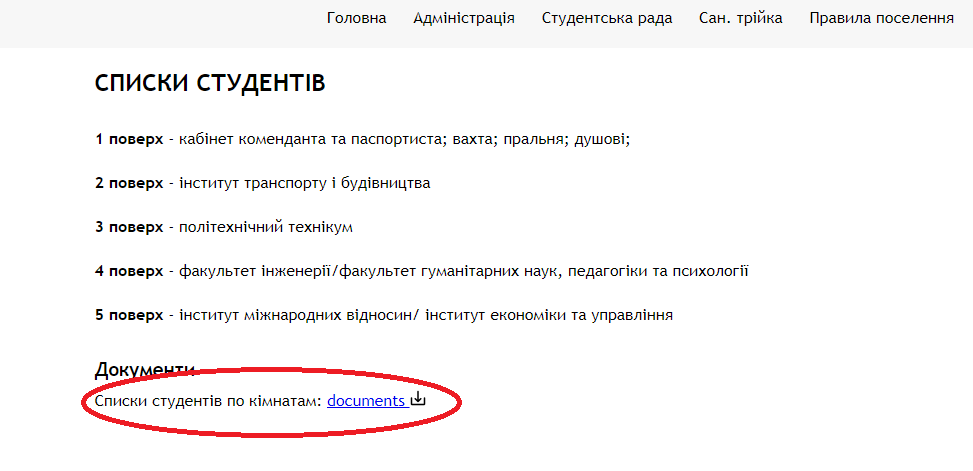 Головна Адміністрація Студентська рада Сан. трійка Правила поселення
СПИСКИ СТУДЕНТІВ
1 поверх - кабінет коменданта та паспортиста; вахта; пральня; душові;
2 поверх - інститут транспорту і будівництва
3 поверх - політехнічний технікум
4 поверх - факультет інженерії/факультет гуманітарних наук, педагогіки та психології
5 поверх - інститут міжнародних відносин/ інститут економіки та управління
Документи
Списки студентів по кімнатам: documents